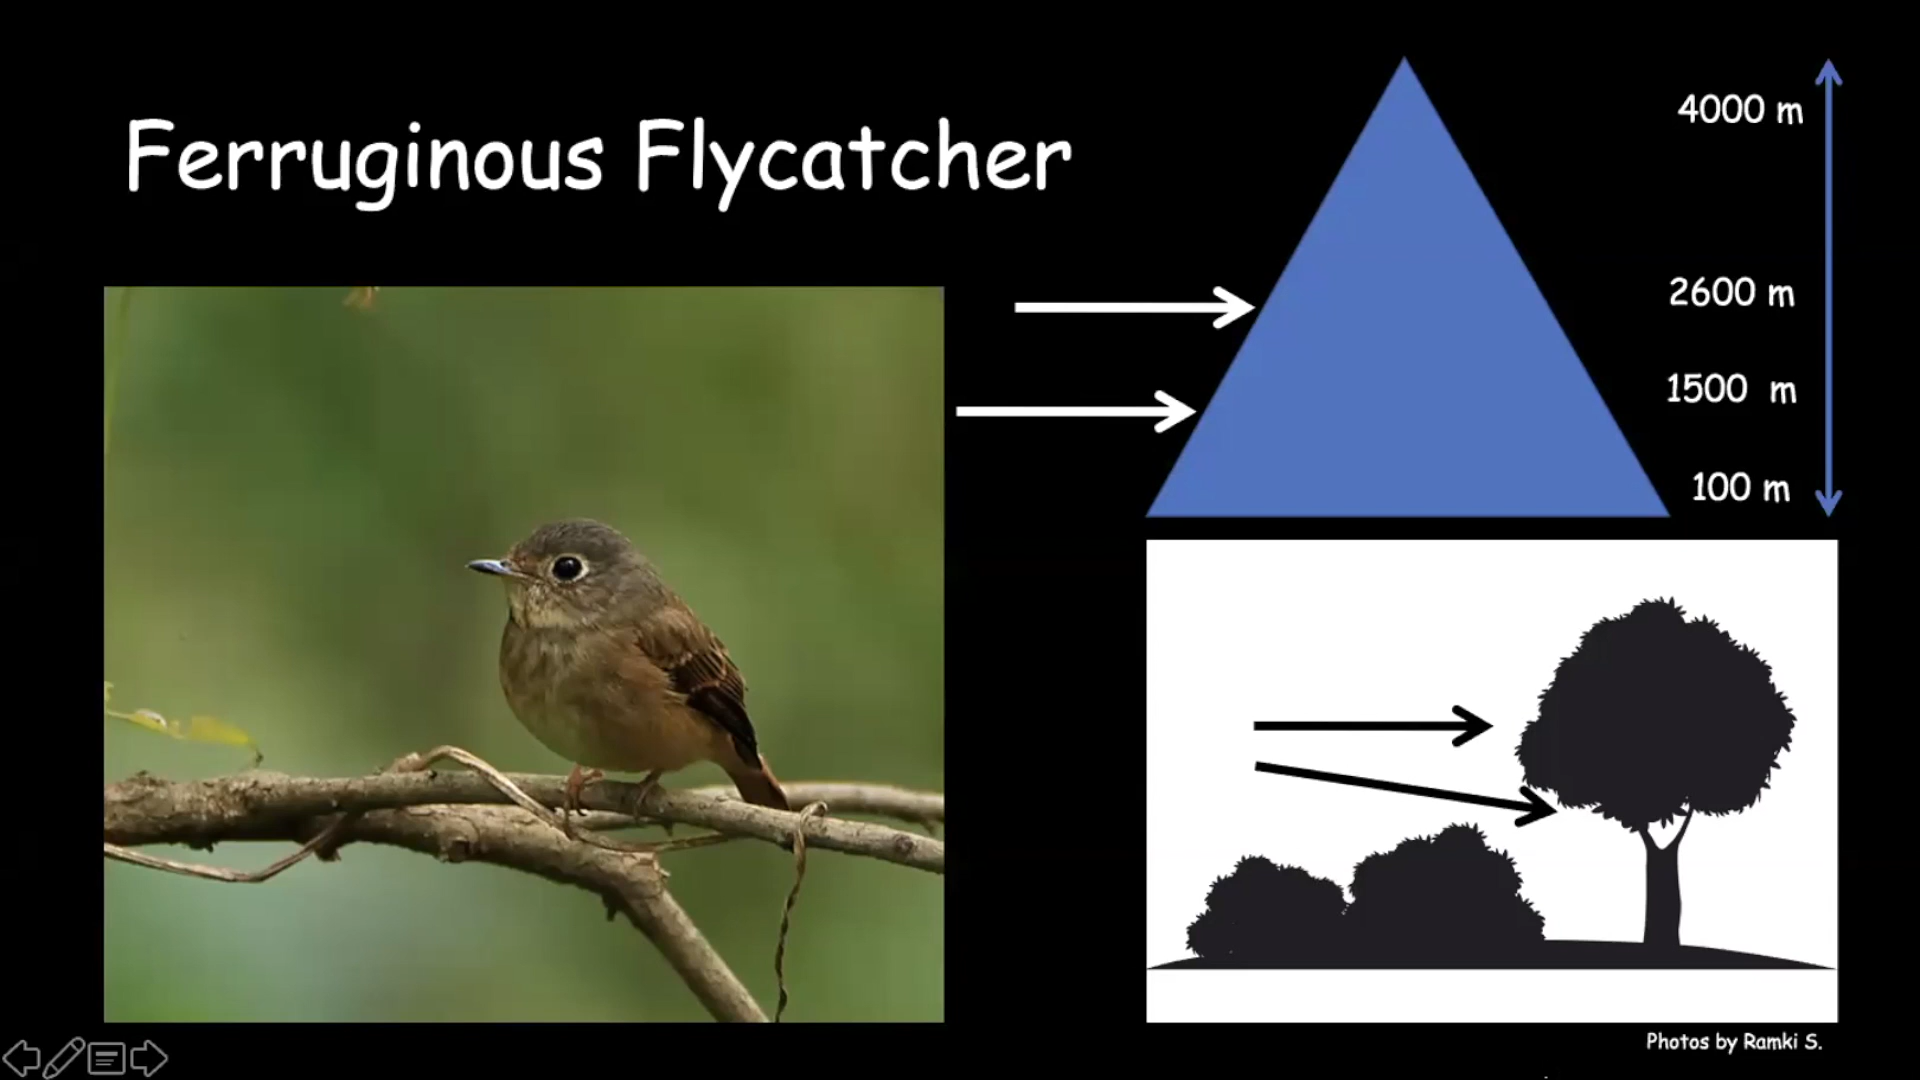 Ferruginous Flycatcher
4000 m
2600 m
1500 m
100 m
Photos by Ramki S.